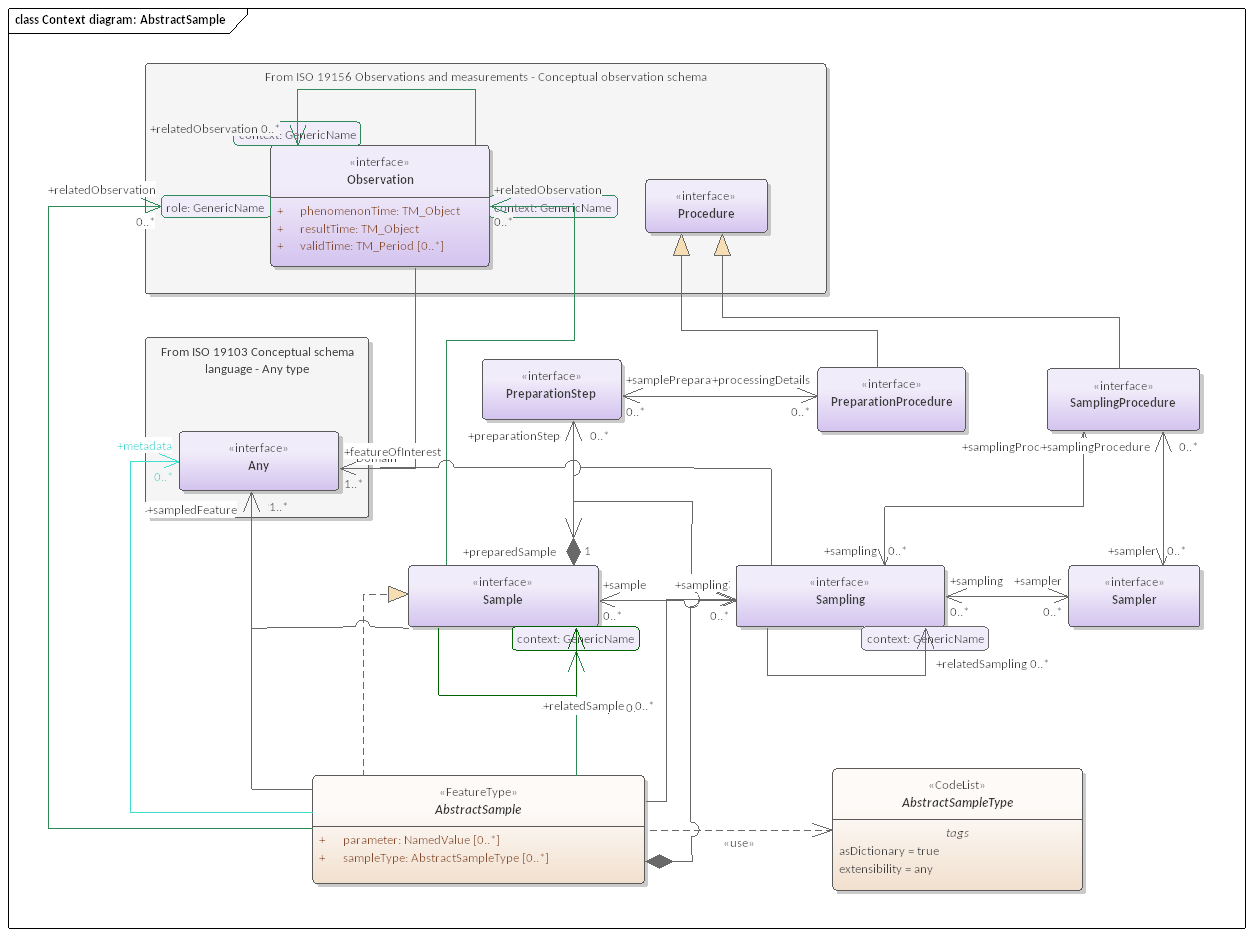 class Context diagram: AbstractSample
From ISO 19156 Observations and measurements - Conceptual observation schema
+relatedObservation 0..*
context: GenericName
«interface»
Observation
+ phenomenonTime: TM_Object
+ resultTime: TM_Object
+ validTime: TM_Period [0..*]
+relatedObservation
role: GenericName
0..*
+relatedObservation
context: GenericName
0..*
«interface»
Procedure
From ISO 19103 Conceptual schema
language - Any type
«interface»
PreparationStep
+samplePrepara
+processingDetails
0..*
0..*
«interface»
PreparationProcedure
«interface»
SamplingProcedure
+metadata
0..*
«interface»
Any
+featureOfInterest
1..*
+preparationStep
0..*
+samplingProc
+samplingProcedure
0..*
+sampledFeature
1..*
+preparedSample
1
+sampling
0..*
+sampler
0..*
«interface»
Sample
+sample
0..*
+sampling
0..*
«interface»
Sampling
+sampling
0..*
+sampler
0..*
«interface»
Sampler
context: GenericName
context: GenericName
+relatedSampling 0..*
+relatedSample
0..*
«FeatureType»
AbstractSample
+ parameter: NamedValue [0..*]
+ sampleType: AbstractSampleType [0..*]
«use»
«CodeList»
AbstractSampleType
tags
asDictionary = true
extensibility = any